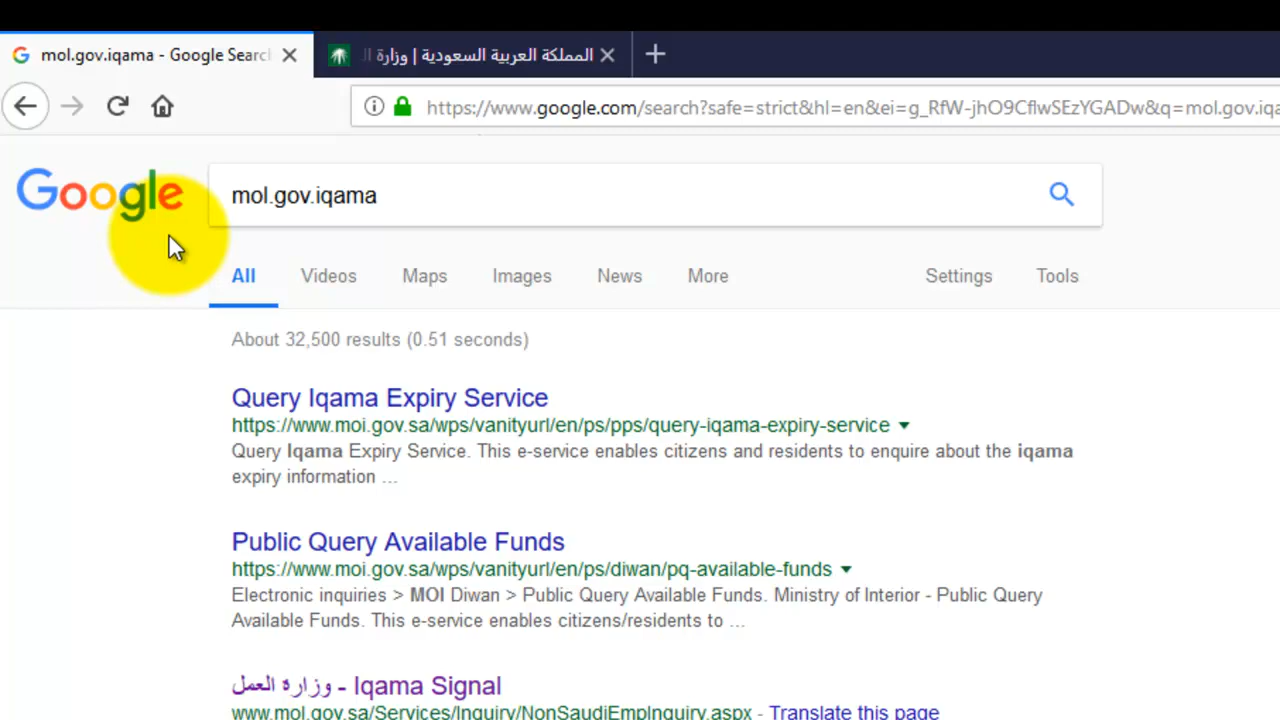 mol.gov.iqama - Google Search
المملكة العربية السعودية | وزارة ال
https://www.google.com/search?safe=strict&hl=en&ei=g_RfW-jhO9CflwSEzYGADw&q=mol.gov.iqa
Google
mol.gov.iqama
All Videos Maps Images News More Settings Tools
About 32,500 results (0.51 seconds)
Query Iqama Expiry Service
https://www.moi.gov.sa/wps/vanityurl/en/ps/pps/query-iqama-expiry-service
Query Iqama Expiry Service. This e-service enables citizens and residents to enquire about the iqama
expiry information ...
Public Query Available Funds
https://www.moi.gov.sa/wps/vanityurl/en/ps/diwan/pq-available-funds
Electronic inquiries > MOI Diwan > Public Query Available Funds. Ministry of Interior - Public Query
Available Funds. This e-service enables citizens/residents to ...
وزارة العمل - Iqama Signal
www.mol.gov.sa/Services/Inquiry/NonSaudiEmpInquiry.aspx - Translate this page